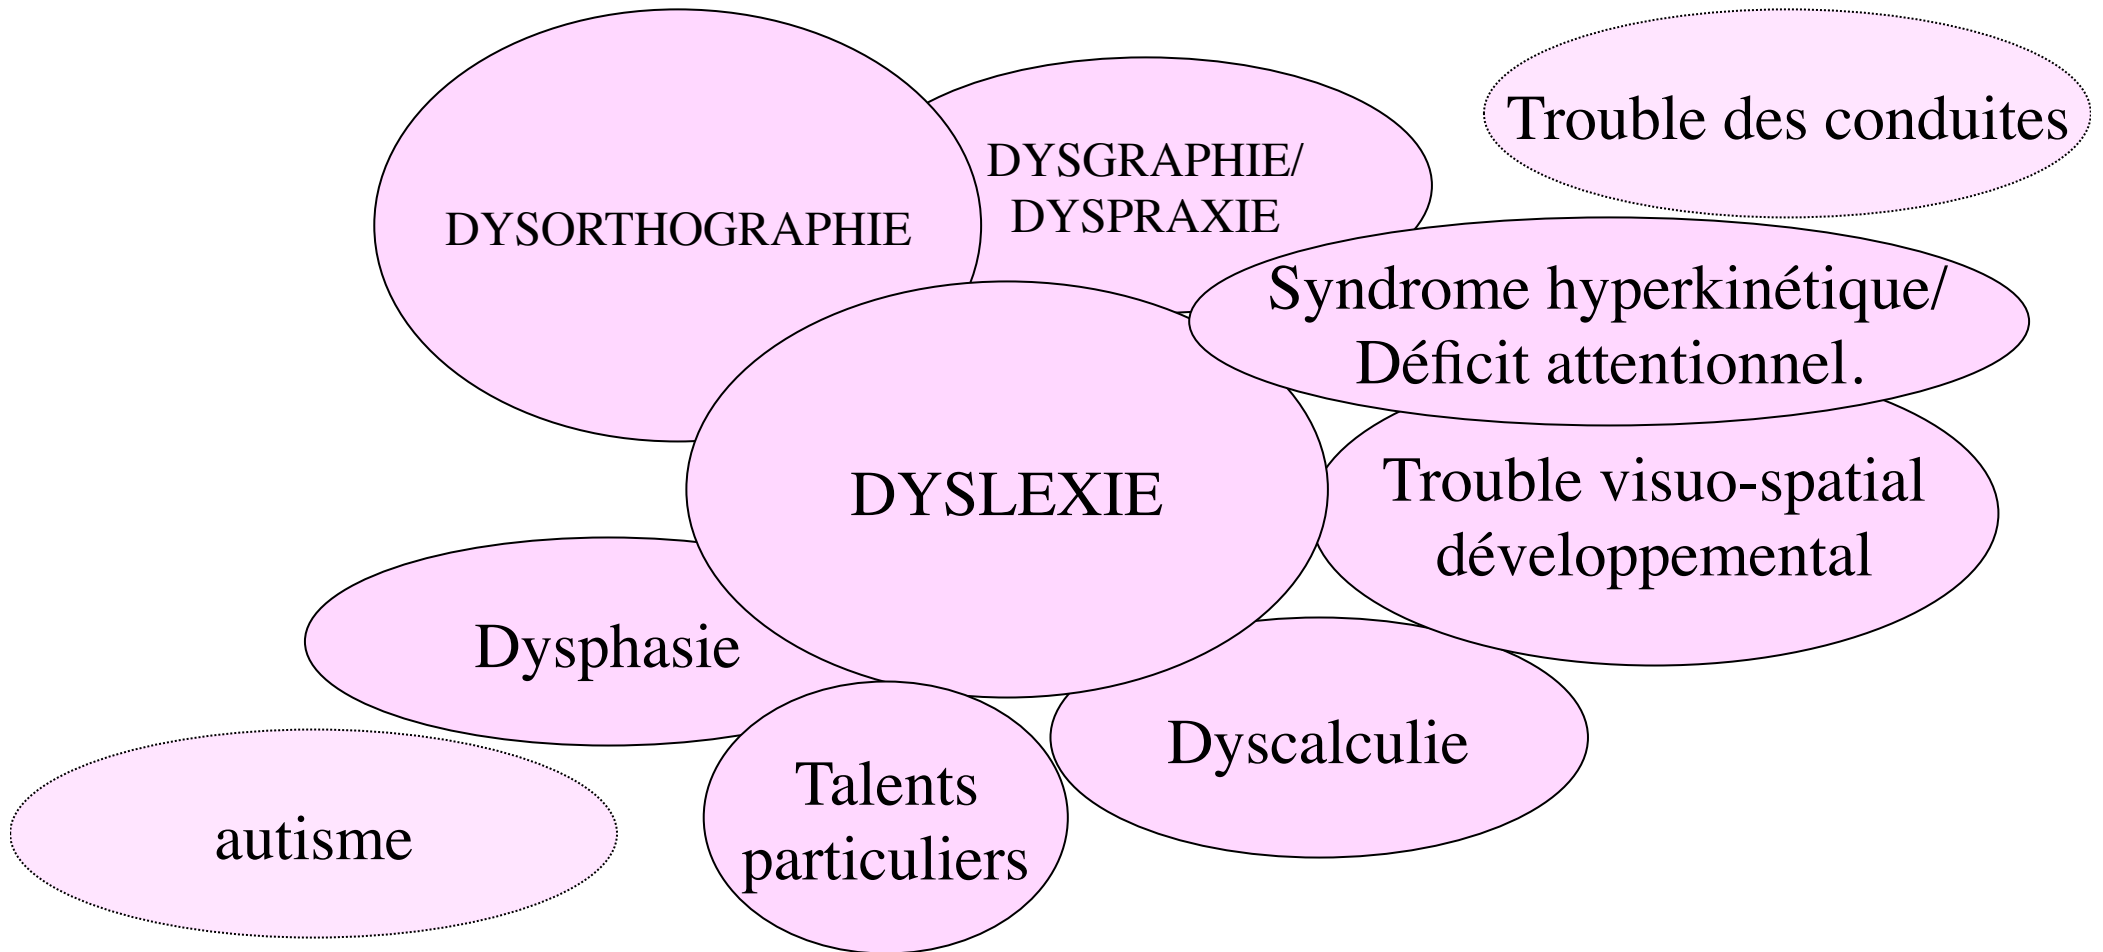 Trouble des conduites
DYSGRAPHIE/
DYSPRAXIE
DYSORTHOGRAPHIE
Syndrome hyperkinétique/
Déficit attentionnel.
DYSLEXIE
Trouble visuo-spatial
développemental
Dysphasie
Dyscalculie
Talents
particuliers
autisme